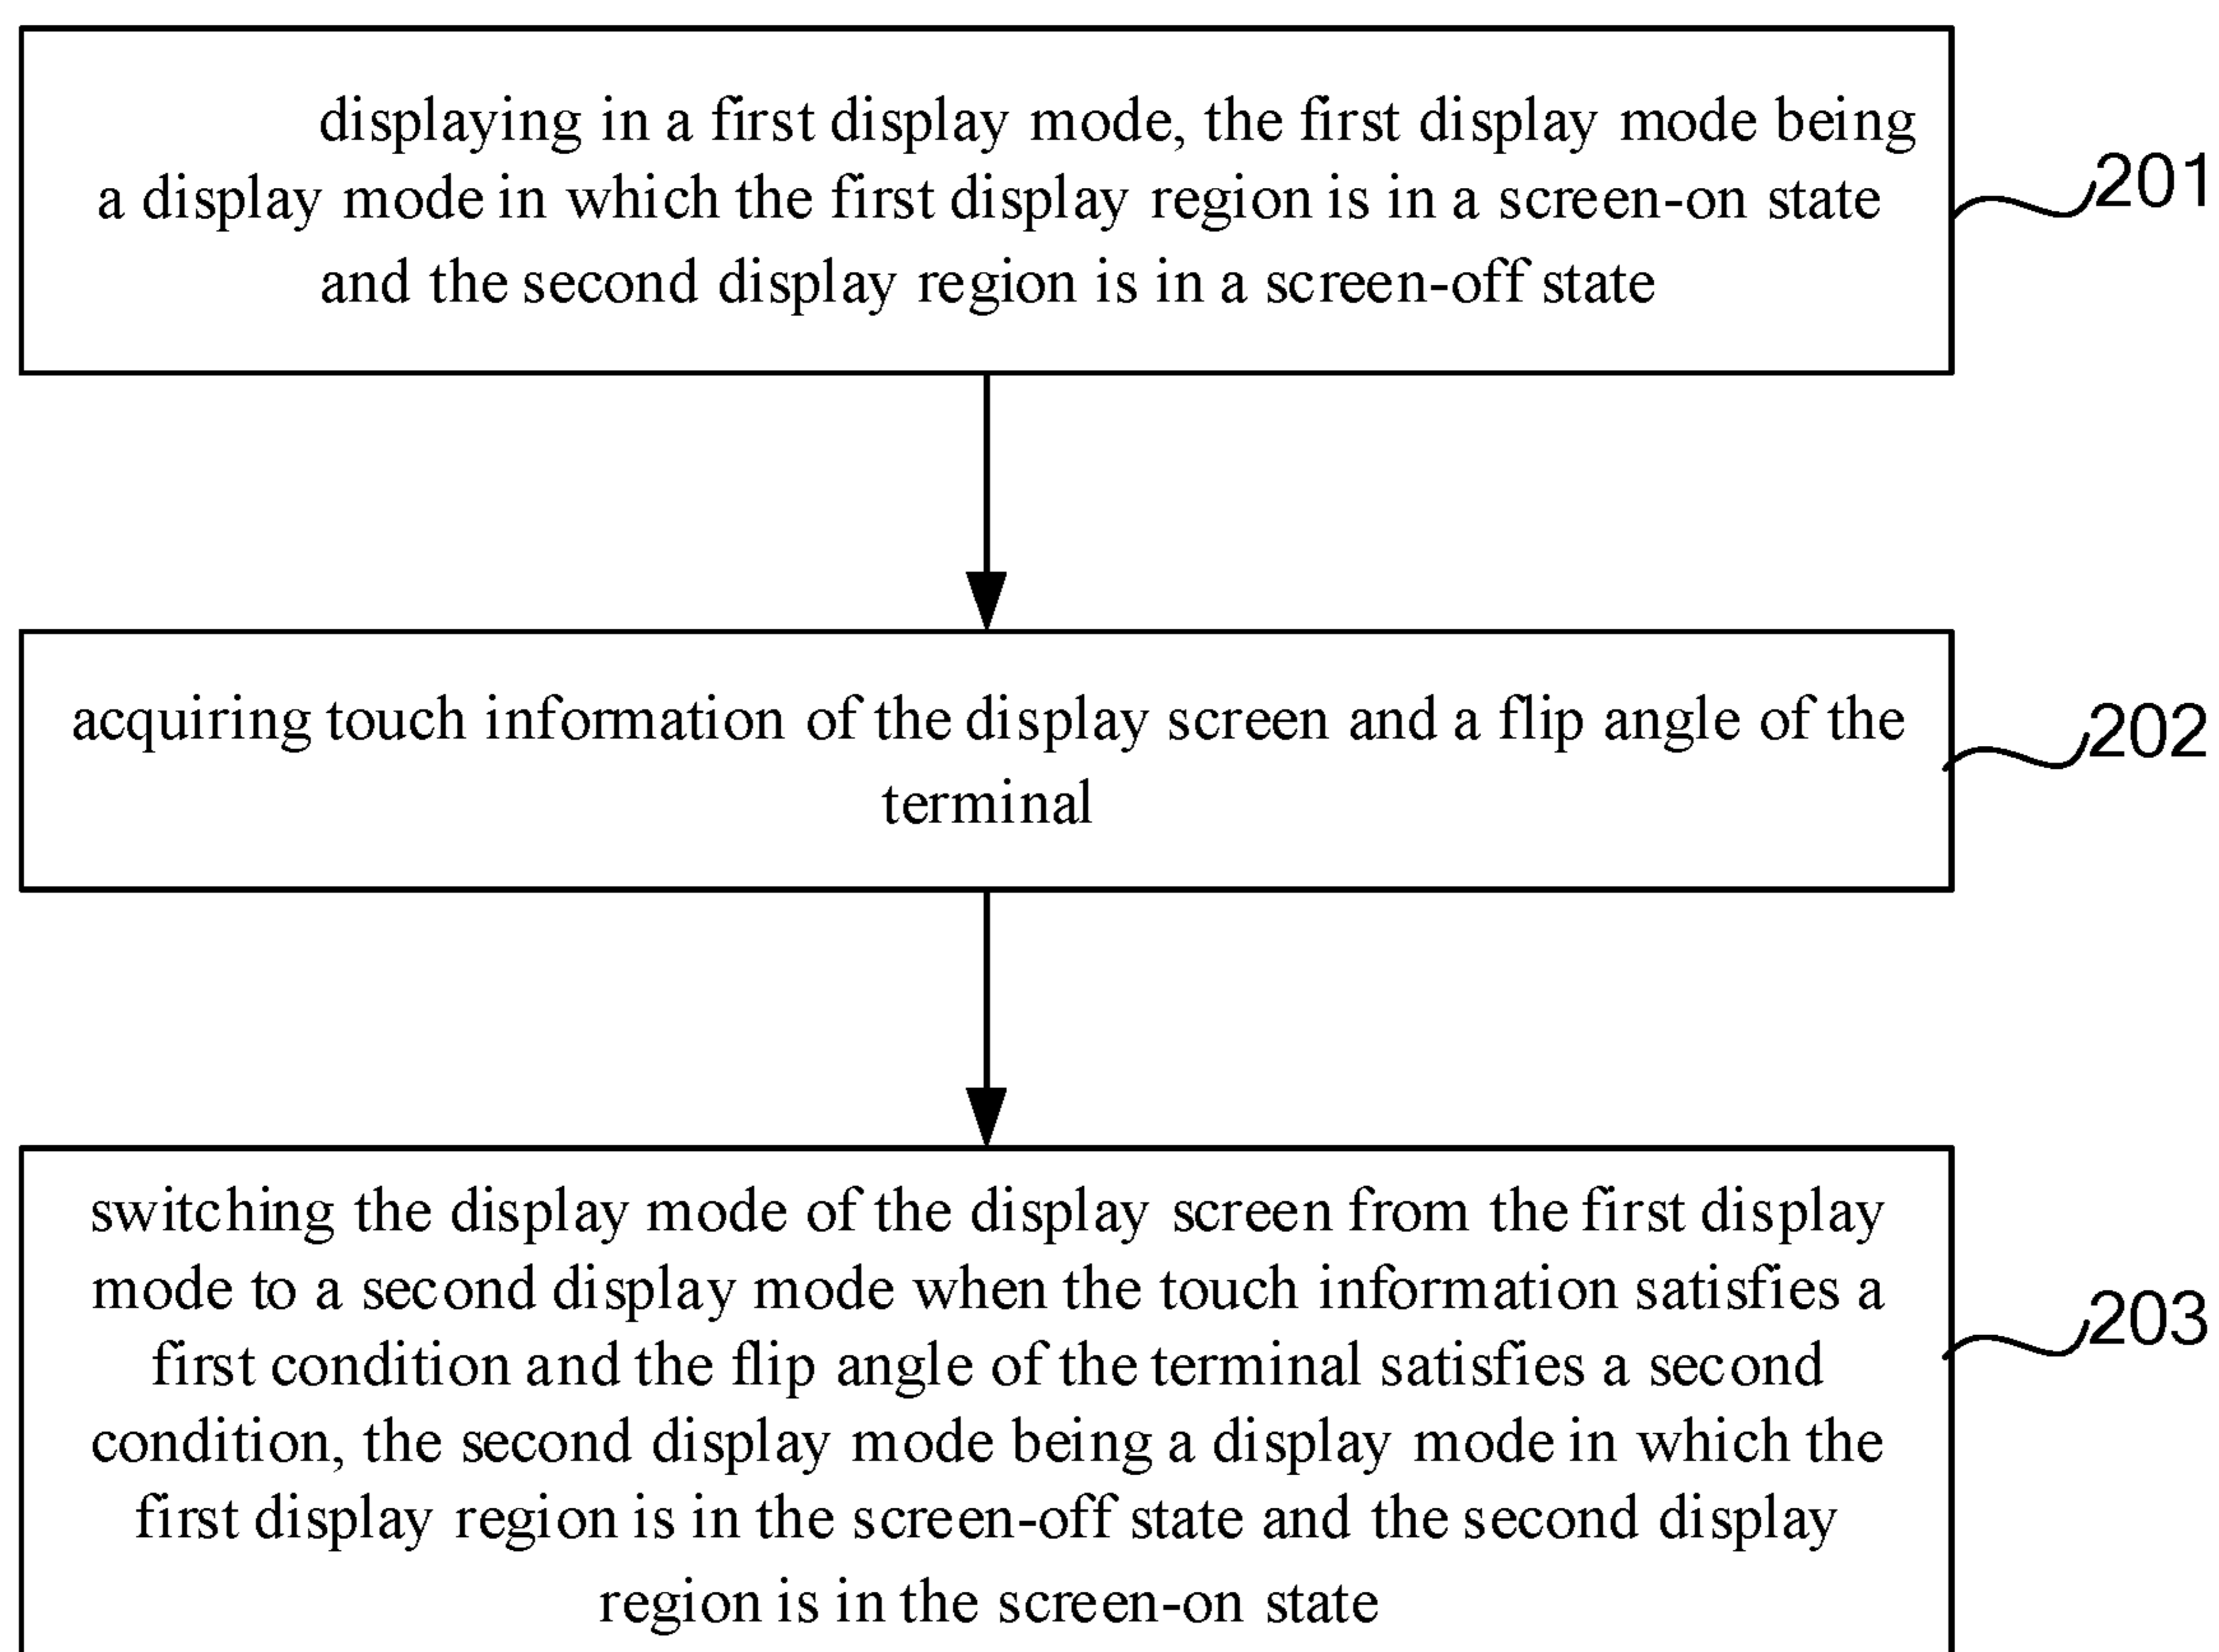 displaying in a first display mode, the first display mode being
a display mode in which the first display region is in a screen-on state
and the second display region is in a screen-off state
201
acquiring touch information of the display screen and a flip angle of the
terminal
202
switching the display mode of the display screen from the first display
mode to a second display mode when the touch information satisfies a
first condition and the flip angle of the terminal satisfies a second
condition, the second display mode being a display mode in which the
first display region is in the screen-off state and the second display
region is in the screen-on state
203